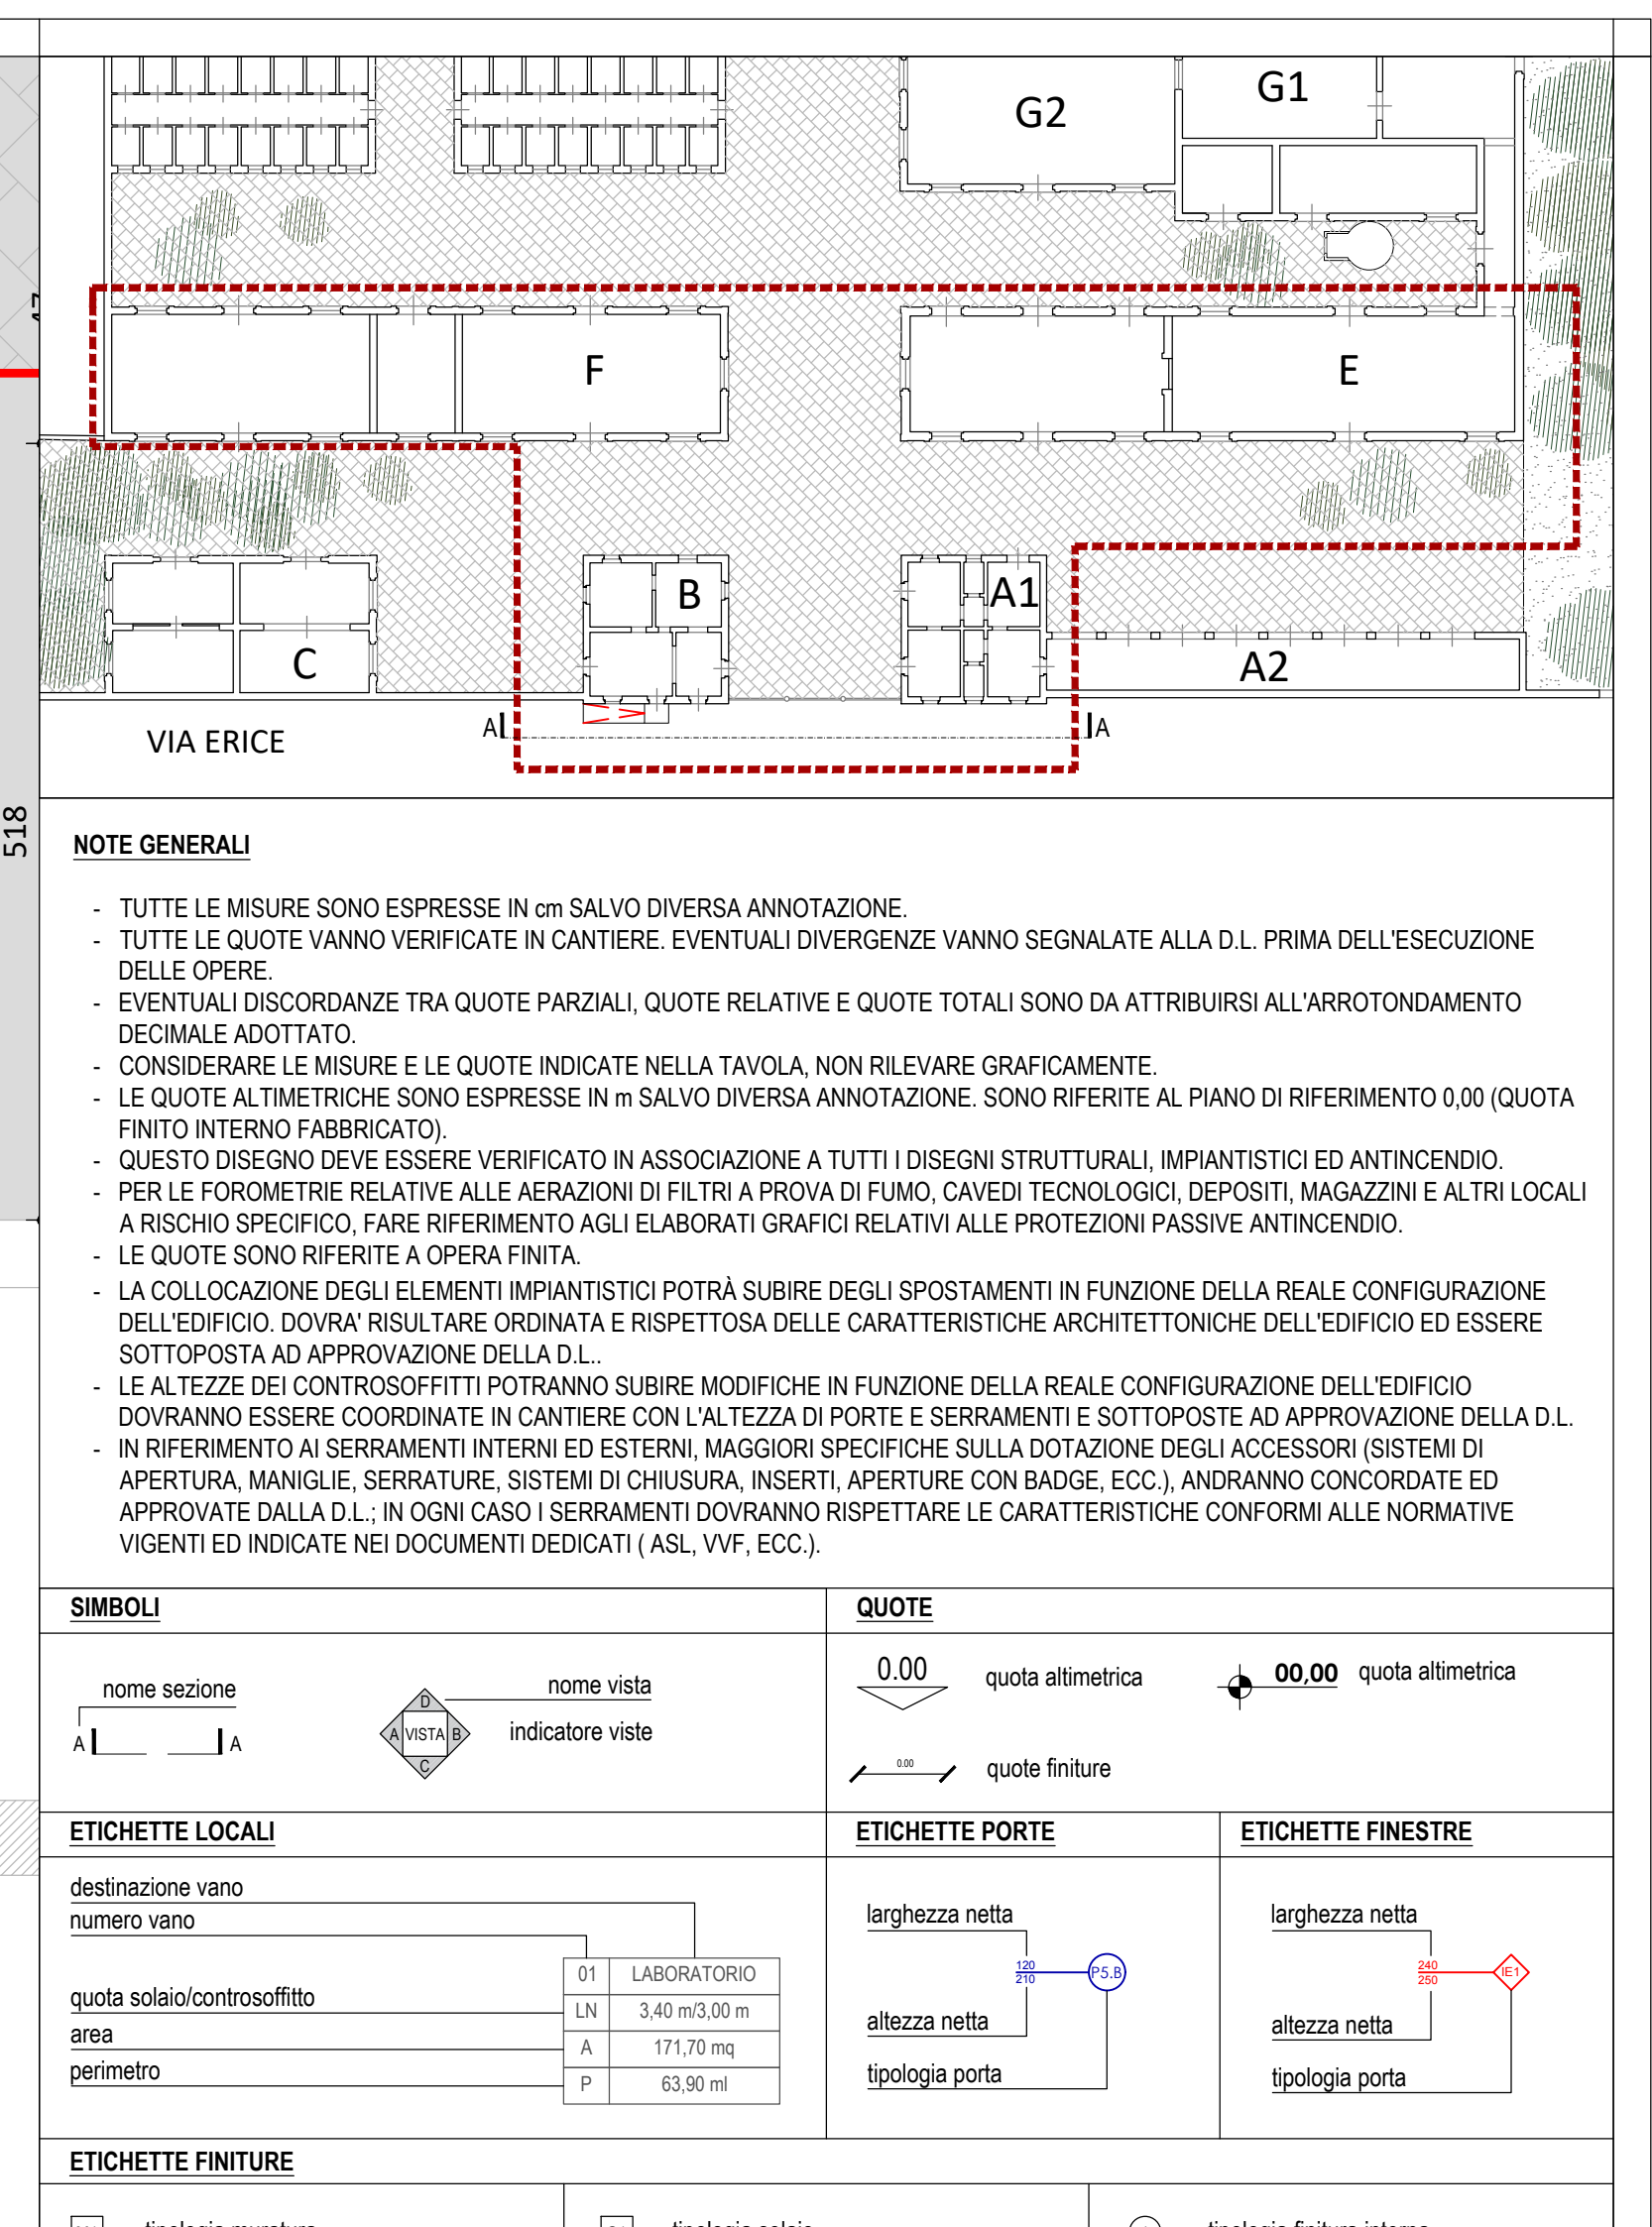 G2
G1
F
E
B
A1
C
A2
A
A
VIA ERICE
518
NOTE GENERALI
- TUTTE LE MISURE SONO ESPRESSE IN cm SALVO DIVERSA ANNOTAZIONE.
- TUTTE LE QUOTE VANNO VERIFICATE IN CANTIERE. EVENTUALI DIVERGENZE VANNO SEGNALATE ALLA D.L. PRIMA DELL'ESECUZIONE
DELLE OPERE.
- EVENTUALI DISCORDANZE TRA QUOTE PARZIALI, QUOTE RELATIVE E QUOTE TOTALI SONO DA ATTRIBUIRSI ALL'ARROTONDAMENTO
DECIMALE ADOTTATO.
- CONSIDERARE LE MISURE E LE QUOTE INDICATE NELLA TAVOLA, NON RILEVARE GRAFICAMENTE.
- LE QUOTE ALTIMETRICHE SONO ESPRESSE IN m SALVO DIVERSA ANNOTAZIONE. SONO RIFERITE AL PIANO DI RIFERIMENTO 0,00 (QUOTA
FINITO INTERNO FABBRICATO).
- QUESTO DISEGNO DEVE ESSERE VERIFICATO IN ASSOCIAZIONE A TUTTI I DISEGNI STRUTTURALI, IMPIANTISTICI ED ANTINCENDIO.
- PER LE FOROMETRIE RELATIVE ALLE AERAZIONI DI FILTRI A PROVA DI FUMO, CAVEDI TECNOLOGICI, DEPOSITI, MAGAZZINI E ALTRI LOCALI
A RISCHIO SPECIFICO, FARE RIFERIMENTO AGLI ELABORATI GRAFICI RELATIVI ALLE PROTEZIONI PASSIVE ANTINCENDIO.
- LE QUOTE SONO RIFERITE A OPERA FINITA.
- LA COLLOCAZIONE DEGLI ELEMENTI IMPIANTISTICI POTRÀ SUBIRE DEGLI SPOSTAMENTI IN FUNZIONE DELLA REALE CONFIGURAZIONE
DELL'EDIFICIO. DOVRA' RISULTARE ORDINATA E RISPETTOSA DELLE CARATTERISTICHE ARCHITETTONICHE DELL'EDIFICIO ED ESSERE
SOTTOPOSTA AD APPROVAZIONE DELLA D.L..
- LE ALTEZZE DEI CONTROSOFFITTI POTRANNO SUBIRE MODIFICHE IN FUNZIONE DELLA REALE CONFIGURAZIONE DELL'EDIFICIO
DOVRANNO ESSERE COORDINATE IN CANTIERE CON L'ALTEZZA DI PORTE E SERRAMENTI E SOTTOPOSTE AD APPROVAZIONE DELLA D.L.
- IN RIFERIMENTO AI SERRAMENTI INTERNI ED ESTERNI, MAGGIORI SPECIFICHE SULLA DOTAZIONE DEGLI ACCESSORI (SISTEMI DI
APERTURA, MANIGLIE, SERRATURE, SISTEMI DI CHIUSURA, INSERTI, APERTURE CON BADGE, ECC.), ANDRANNO CONCORDATE ED
APPROVATE DALLA D.L.; IN OGNI CASO I SERRAMENTI DOVRANNO RISPETTARE LE CARATTERISTICHE CONFORMI ALLE NORMATIVE
VIGENTI ED INDICATE NEI DOCUMENTI DEDICATI ( ASL, VVF, ECC.).
SIMBOLI
nome sezione
A
A
nome vista
indicatore viste
D
A VISTA B
C
QUOTE
0.00
quota altimetrica
00,00
quota altimetrica
0.00
quote finiture
ETICHETTE LOCALI
destinazione vano
numero vano
quota solaio/controsoffitto
area
perimetro
01 LABORATORIO
LN 3,40 m/3,00 m
A 171,70 mq
P 63,90 ml
ETICHETTE PORTE
larghezza netta
120
210
P5.B
altezza netta
tipologia porta
ETICHETTE FINESTRE
larghezza netta
240
250
IE1
altezza netta
tipologia porta
ETICHETTE FINITURE
tipologia muratura
tipologia solaio
tipologia finitura interna